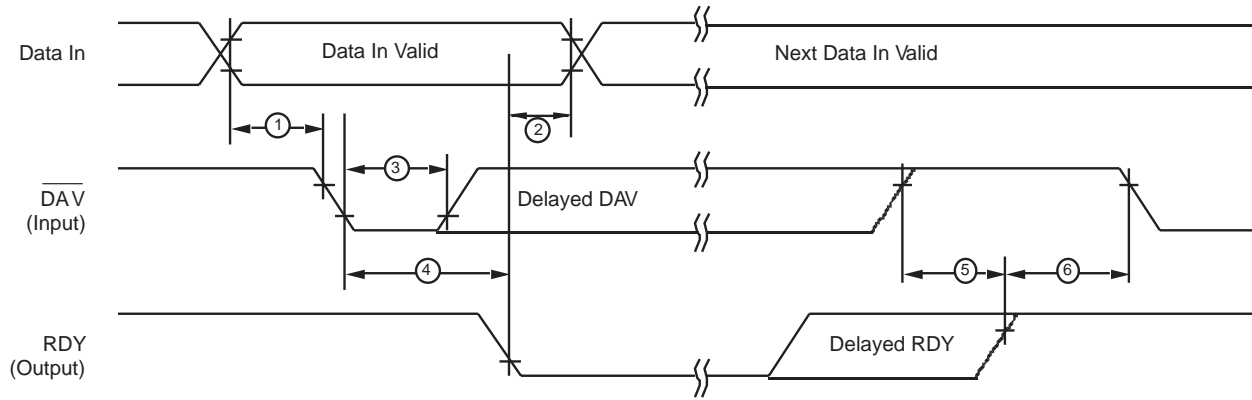 Data In
Data In Valid
Next Data In Valid
1
2
3
DAV
(Input)
Delayed DAV
4
5
6
RDY
(Output)
Delayed RDY